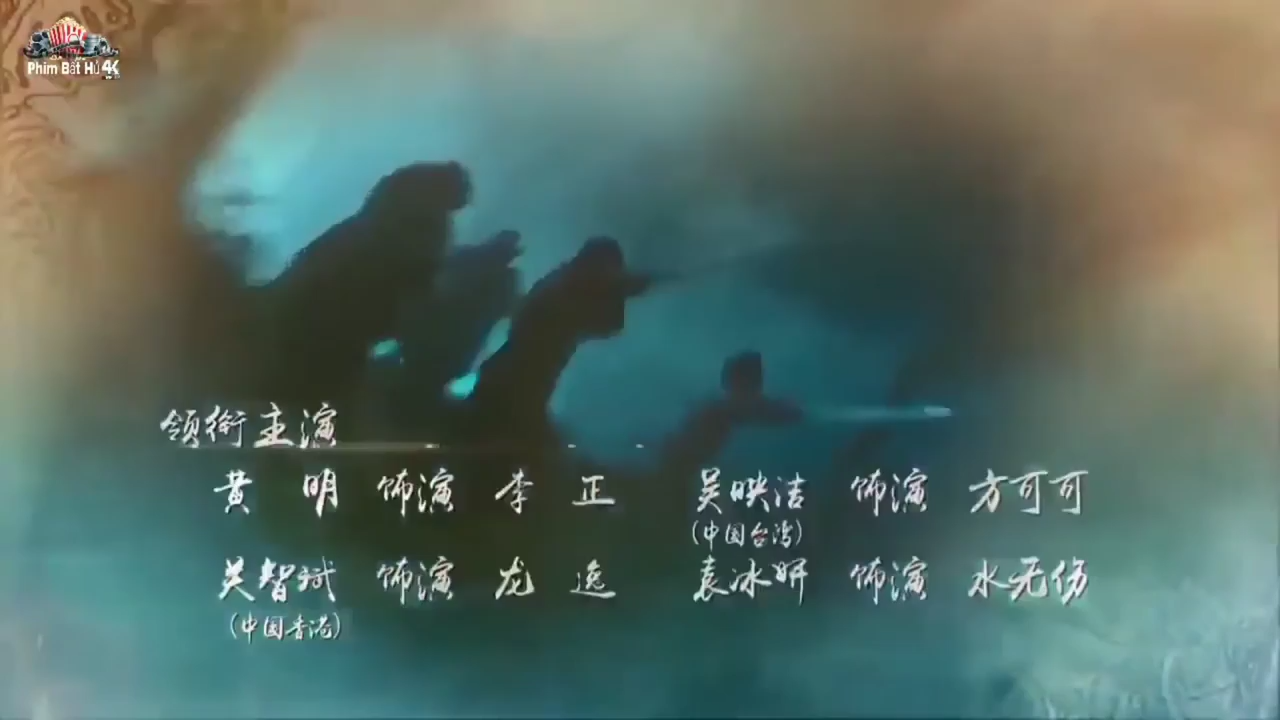 Phim Bất Hủ 4K
领衔主演
黄明 饰演 李正 吴映洁 饰演 方可可
(中国台湾)
吴智斌 饰演 龙逸 袁冰妍 饰演 水无伤
(中国香港)